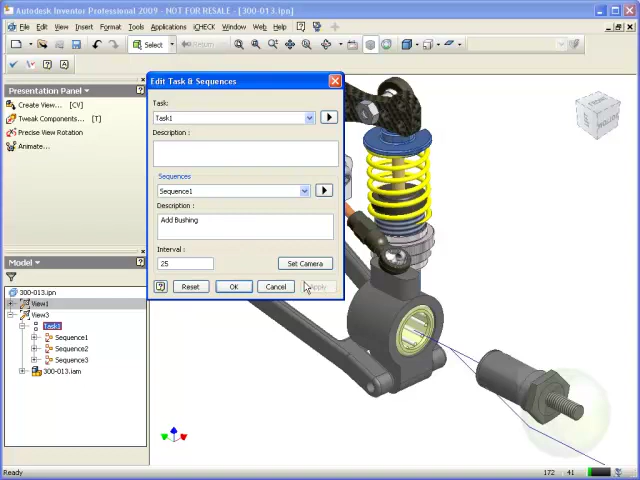 Autodesk Inventor Professional 2009 - NOT FOR RESALE - [300-013.ipn]
File Edit View Insert Format Tools Applications iCHECK Window Web Help
Select
Return
Presentation Panel
Create View... [CV]
Tweak Components... [T]
Precise View Rotation
Animate...
Model
300-013.ipn
View1
View3
Task1
Sequence1
Sequence2
Sequence3
300-013.iam
Edit Task & Sequences
Task:
Task1
Description:
Sequences
Sequence1
Description :
Add Bushing
Interval:
25
Set Camera
Reset
OK
Cancel
Apply
Ready
172
41